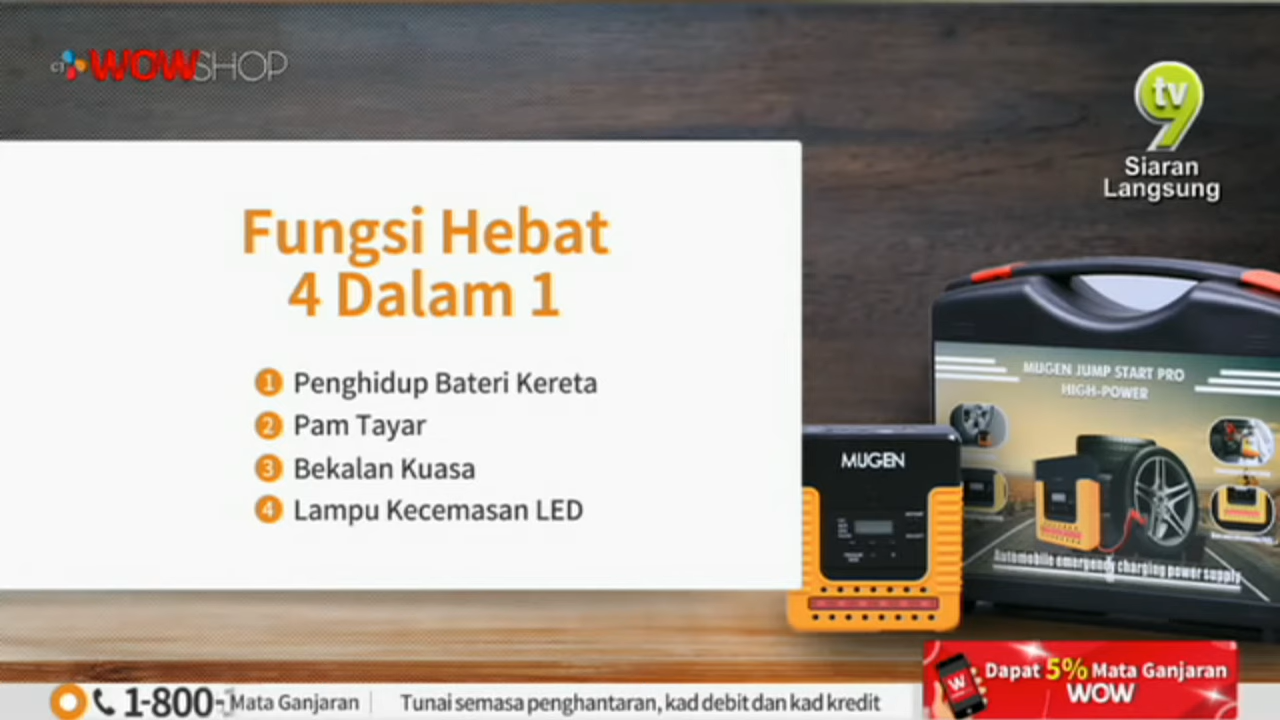 CJ WOWSHOP
tv9
Siaran
Langsung
Fungsi Hebat
4 Dalam 1
1 Penghidup Bateri Kereta
2 Pam Tayar
3 Bekalan Kuasa
4 Lampu Kecemasan LED
MUGEN
MUGEN JUMP START PRO
HIGH-POWER
Automobile emergency charging power supply
1-800-
Mata Ganjaran
Tunai semasa penghantaran, kad debit dan kad kredit
W
Dapat 5% Mata Ganjaran
WOW